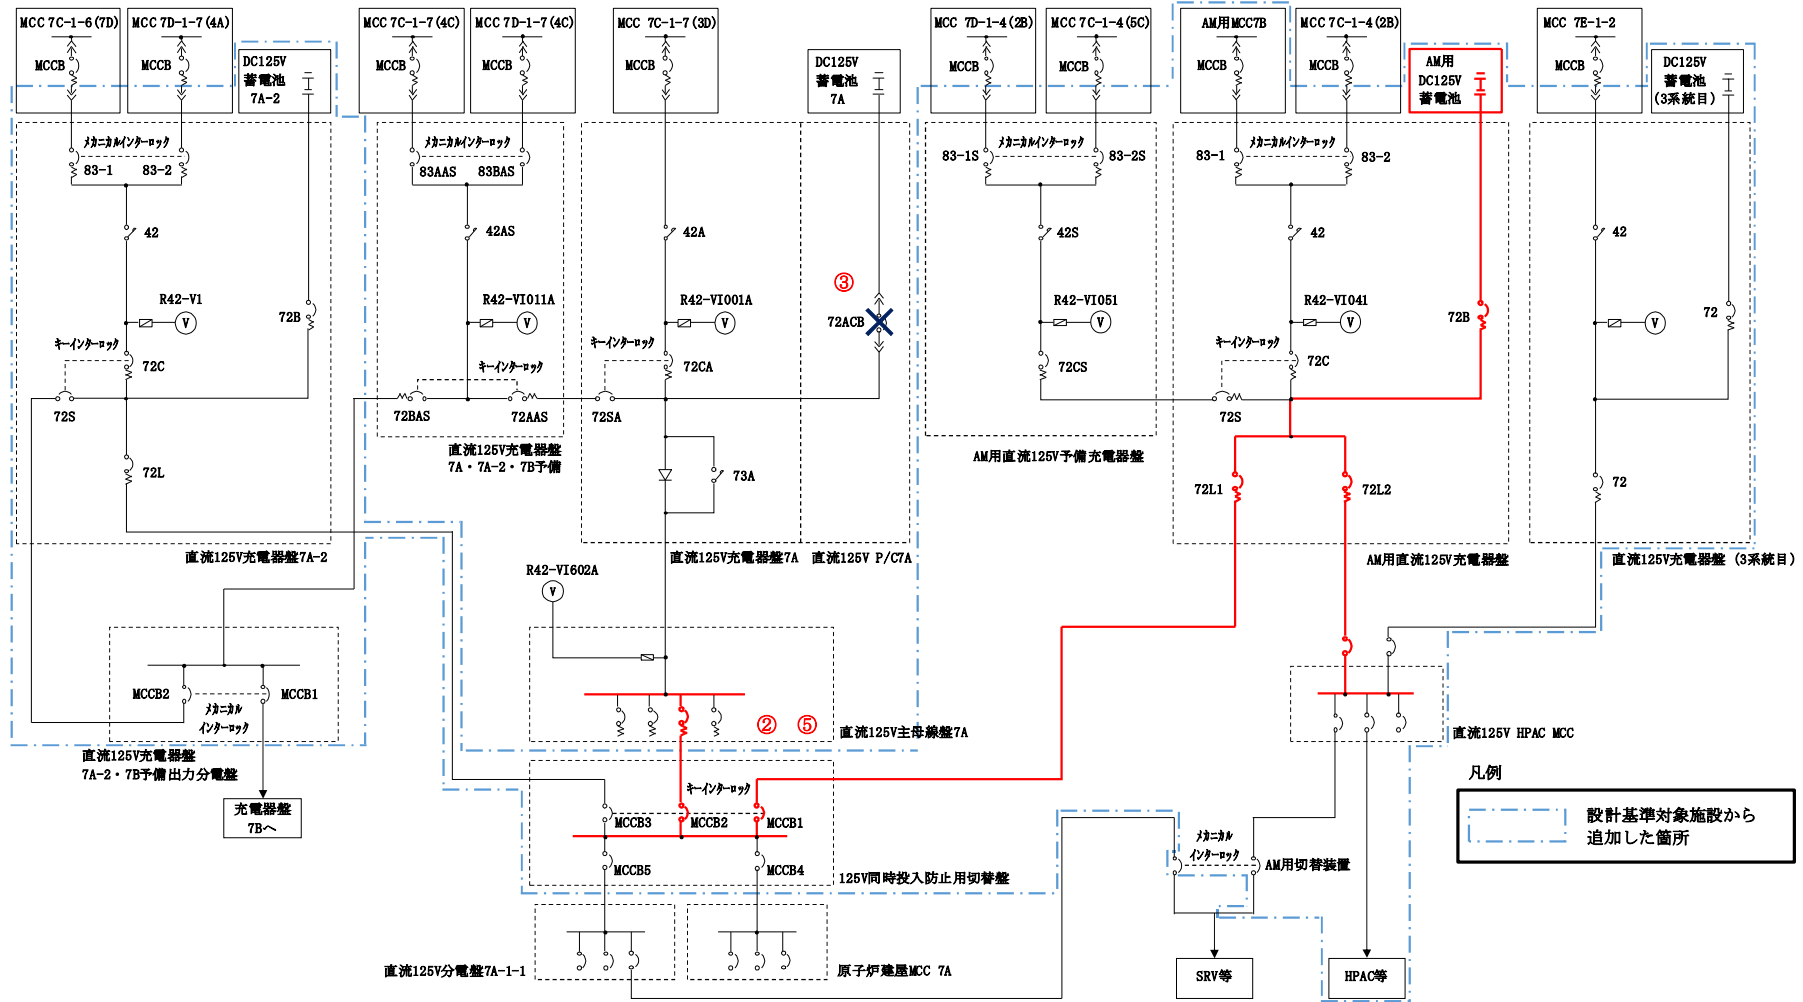 MCC 7C-1-6(7D)
MCC 7D-1-7(4A)
MCC 7C-1-7(4C)
MCC 7D-1-7(4C)
MCC 7C-1-7(3D)
MCC 7D-1-4(2B)
MCC 7C-1-4(5C)
AM用MCC7B
MCC 7C-1-4(2B)
MCC 7E-1-2
MCCB
MCCB
DC125V
蓄電池
7A-2
MCCB
MCCB
MCCB
DC125V
蓄電池
7A
MCCB
MCCB
MCCB
MCCB
AM用
DC125V
蓄電池
MCCB
DC125V
蓄電池
(3系統目)
メカニカルインターロック
83-1
83-2
メカニカルインターロック
83AAS
83BAS
メカニカルインターロック
83-1S
83-2S
メカニカルインターロック
83-1
83-2
42
42AS
42A
42S
42
42
③
R42-V1
V
72B
R42-VI011A
V
R42-VI001A
V
72ACB
R42-VI051
V
R42-VI041
V
72B
V
72
キーインターロック
72C
キーインターロック
キーインターロック
72CA
72CS
キーインターロック
72C
72S
72BAS
72AAS
72SA
72S
直流125V充電器盤
7A・7A-2・7B予備
AM用直流125V予備充電器盤
72L
73A
72L1
72L2
72
直流125V充電器盤7A-2
直流125V充電器盤7A
直流125V P/C7A
AM用直流125V充電器盤
直流125V充電器盤 (3系統目)
R42-VI602A
V
MCCB2
MCCB1
メカニカル
インターロック
② ⑤
直流125V主母線盤7A
直流125V HPAC MCC
直流125V充電器盤
7A-2・7B予備出力分電盤
充電器盤
7Bへ
キーインターロック
MCCB3
MCCB2
MCCB1
MCCB5
MCCB4
125V同時投入防止用切替盤
メカニカル
インターロック
AM用切替装置
凡例
設計基準対象施設から
追加した箇所
直流125V分電盤7A-1-1
原子炉建屋MCC 7A
SRV等
HPAC等